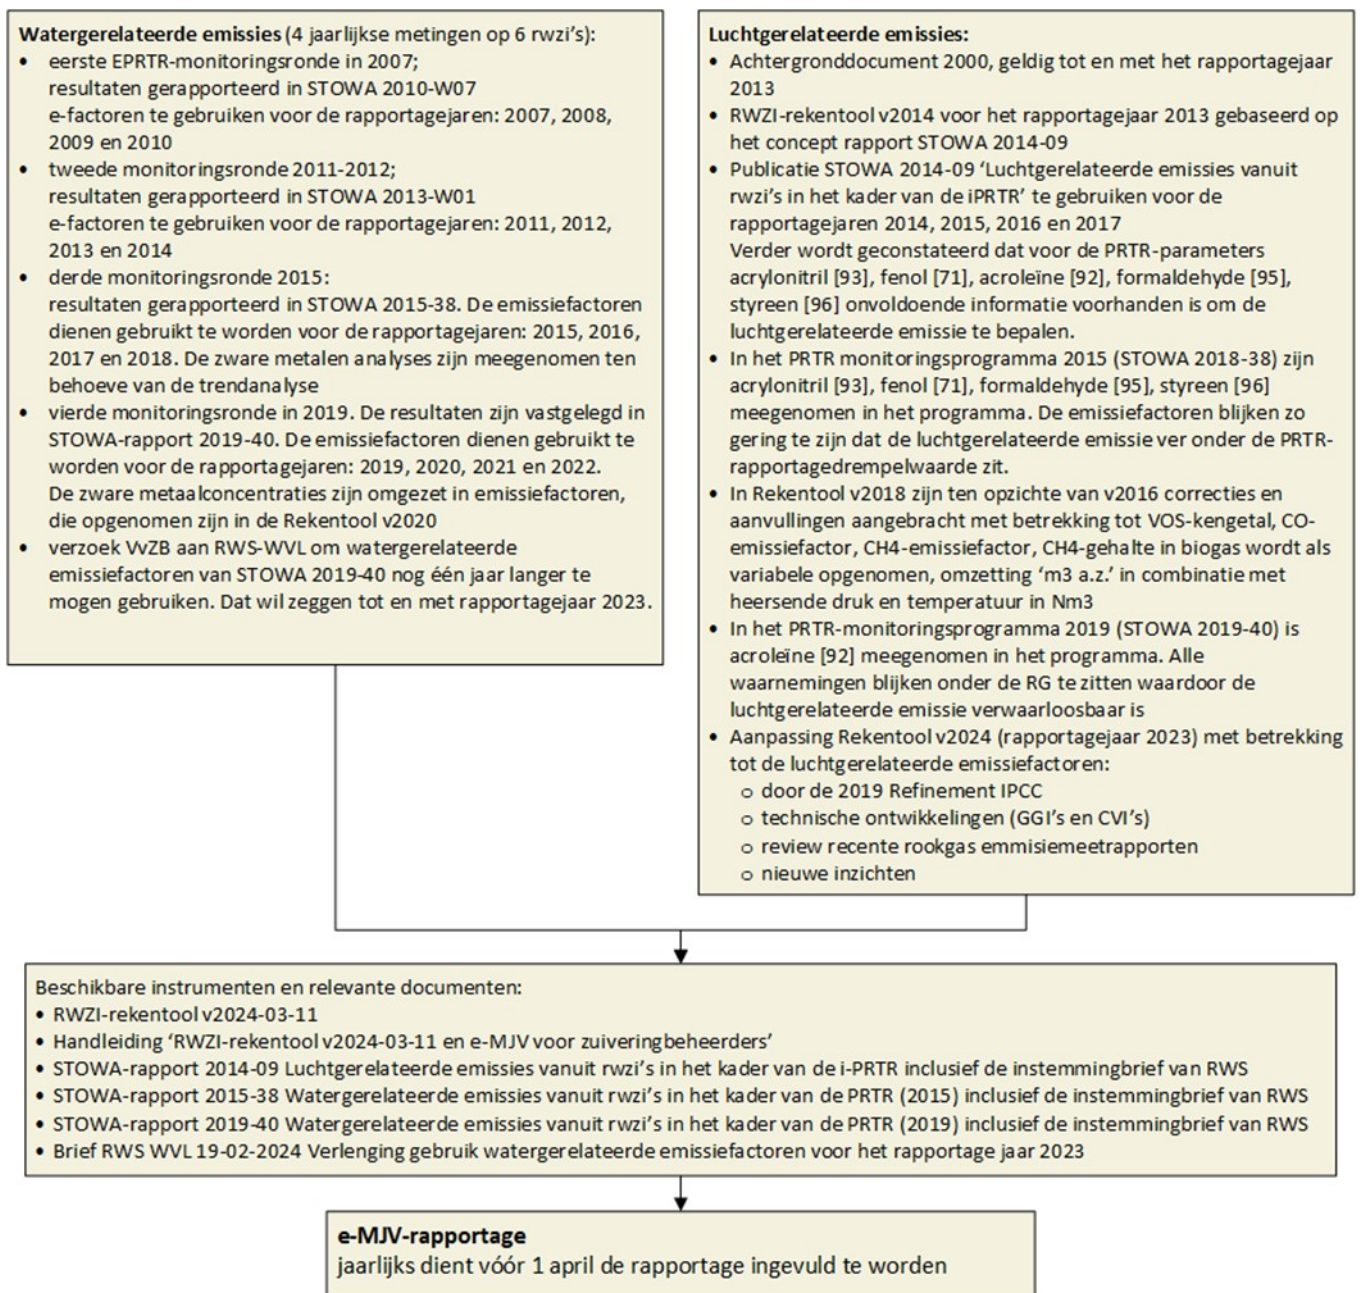 Watergerelateerde emissies (4 jaarlijkse metingen op 6 rwzi's):
• eerste EPRTR-monitoringsronde in 2007;
resultaten gerapporteerd in STOWA 2010-W07
e-factoren te gebruiken voor de rapportagejaren: 2007, 2008,
2009 en 2010
• tweede monitoringsronde 2011-2012;
resultaten gerapporteerd in STOWA 2013-W01
e-factoren te gebruiken voor de rapportagejaren: 2011, 2012,
2013 en 2014
• derde monitoringsronde 2015:
resultaten gerapporteerd in STOWA 2015-38. De emissiefactoren
dienen gebruikt te worden voor de rapportagejaren: 2015, 2016,
2017 en 2018. De zware metalen analyses zijn meegenomen ten
behoeve van de trendanalyse
• vierde monitoringsronde in 2019. De resultaten zijn vastgelegd in
STOWA-rapport 2019-40. De emissiefactoren dienen gebruikt te
worden voor de rapportagejaren: 2019, 2020, 2021 en 2022.
De zware metaalconcentraties zijn omgezet in emissiefactoren,
die opgenomen zijn in de Rekentool v2020
• verzoek VvZB aan RWS-WVL om watergerelateerde
emissiefactoren van STOWA 2019-40 nog één jaar langer te
mogen gebruiken. Dat wil zeggen tot en met rapportagejaar 2023.
Luchtgerelateerde emissies:
• Achtergronddocument 2000, geldig tot en met het rapportagejaar
2013
• RWZI-rekentool v2014 voor het rapportagejaar 2013 gebaseerd op
het concept rapport STOWA 2014-09
• Publicatie STOWA 2014-09 'Luchtgerelateerde emissies vanuit
rwzi's in het kader van de iPRTR' te gebruiken voor de
rapportagejaren 2014, 2015, 2016 en 2017
Verder wordt geconstateerd dat voor de PRTR-parameters
acrylonitril [93], fenol [71], acroleïne [92], formaldehyde [95],
styreen [96] onvoldoende informatie voorhanden is om de
luchtgerelateerde emissie te bepalen.
• In het PRTR monitoringsprogramma 2015 (STOWA 2018-38) zijn
acrylonitril [93], fenol [71], formaldehyde [95], styreen [96]
meegenomen in het programma. De emissiefactoren blijken zo
gering te zijn dat de luchtgerelateerde emissie ver onder de PRTR-
rapportagedrempelwaarde zit.
• In Rekentool v2018 zijn ten opzichte van v2016 correcties en
aanvullingen aangebracht met betrekking tot VOS-kengetal, CO-
emissiefactor, CH4-emissiefactor, CH4-gehalte in biogas wordt als
variabele opgenomen, omzetting 'm3 a.z.' in combinatie met
heersende druk en temperatuur in Nm3
• In het PRTR-monitoringsprogramma 2019 (STOWA 2019-40) is
acroleïne [92] meegenomen in het programma. Alle
waarnemingen blijken onder de RG te zitten waardoor de
luchtgerelateerde emissie verwaarloosbaar is
• Aanpassing Rekentool v2024 (rapportagejaar 2023) met betrekking
tot de luchtgerelateerde emissiefactoren:
o door de 2019 Refinement IPCC
o technische ontwikkelingen (GGI's en CVI's)
o review recente rookgas emmisiemeetrapporten
o nieuwe inzichten
Beschikbare instrumenten en relevante documenten:
• RWZI-rekentool v2024-03-11
• Handleiding 'RWZI-rekentool v2024-03-11 en e-MJV voor zuiveringbeheerders'
• STOWA-rapport 2014-09 Luchtgerelateerde emissies vanuit rwzi's in het kader van de i-PRTR inclusief de instemmingbrief van RWS
• STOWA-rapport 2015-38 Watergerelateerde emissies vanuit rwzi's in het kader van de PRTR (2015) inclusief de instemmingbrief van RWS
• STOWA-rapport 2019-40 Watergerelateerde emissies vanuit rwzi's in het kader van de PRTR (2019) inclusief de instemmingbrief van RWS
• Brief RWS WVL 19-02-2024 Verlenging gebruik watergerelateerde emissiefactoren voor het rapportage jaar 2023
e-MJV-rapportage
jaarlijks dient vóór 1 april de rapportage ingevuld te worden